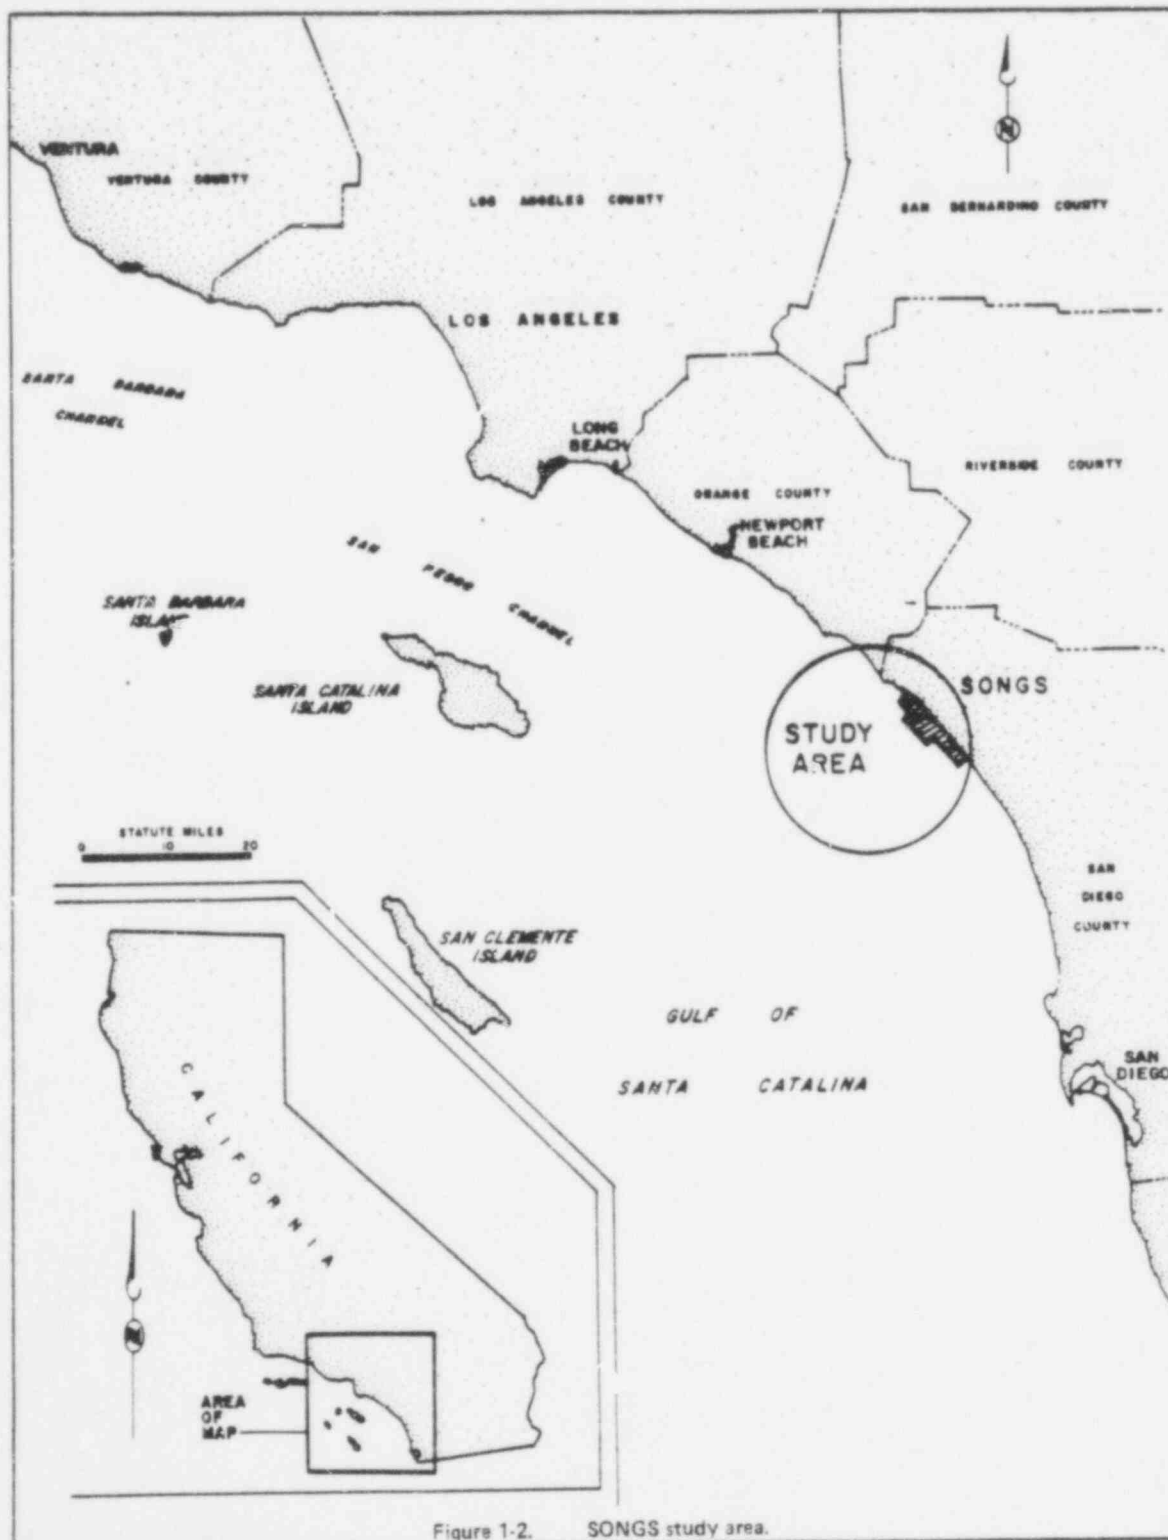 VENTURA
VENTURA COUNTY
LOS ANGELES COUNTY
N
SAN BERNARDINO COUNTY
LOS ANGELES
SANTA BARBARA
CHANNEL
LONG
BEACH
RIVERSIDE COUNTY
ORANGE COUNTY
NEWPORT
BEACH
SAN PEDRO CHANNEL
SANTA BARBARA
ISLAND
SANTA CATALINA
ISLAND
SONGS
STUDY
AREA
STATUTE MILES
0 10 20
SAN
DIEGO
COUNTY
SAN CLEMENTE
ISLAND
GULF OF
SANTA CATALINA
SAN
DIEGO
CALIFORNIA
N
AREA
OF
MAP
Figure 1-2. SONGS study area.